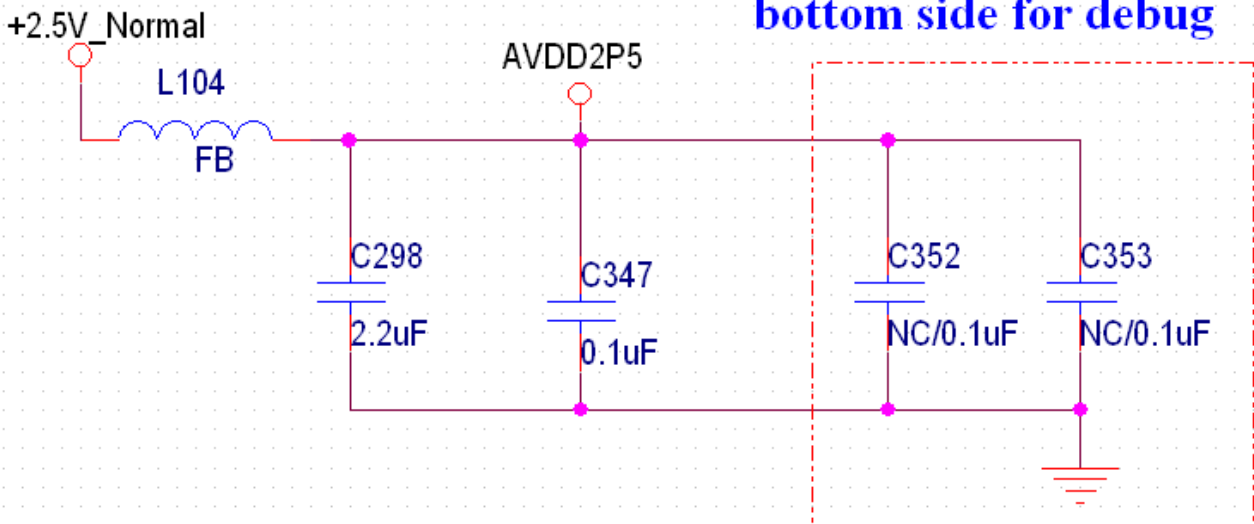 bottom side for debug
+2.5V_Normal
AVDD2P5
L104
FB
C298
2.2uF
C347
0.1uF
C352
NC/0.1uF
C353
NC/0.1uF